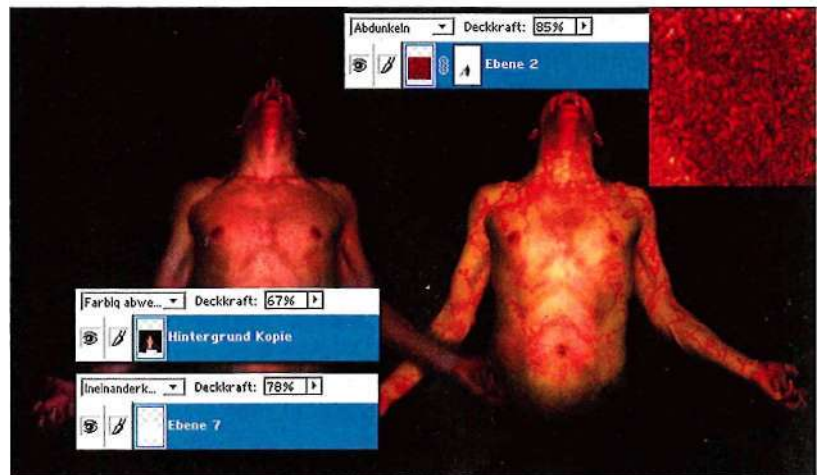 Abdunkeln Deckkraft: 85%
Ebene 2
Farbig abwe... Deckkraft: 67%
Hintergrund Kopie
Ineinanderk... Deckkraft: 78%
Ebene 7